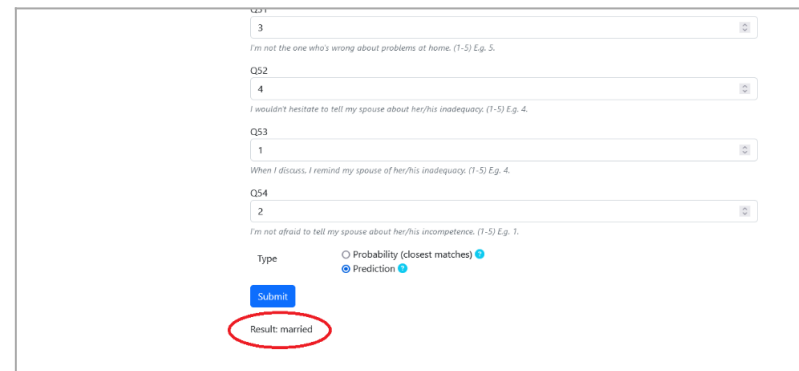 Q51
3
I'm not the one who's wrong about problems at home. (1-5) E.g. 5.
Q52
4
I wouldn't hesitate to tell my spouse about her/his inadequacy. (1-5) E.g. 4.
Q53
1
When I discuss, I remind my spouse of her/his inadequacy. (1-5) E.g. 4.
Q54
2
I'm not afraid to tell my spouse about her/his incompetence. (1-5) E.g. 1.
Type
Probability (closest matches) ?
Prediction ?
Submit
Result: married